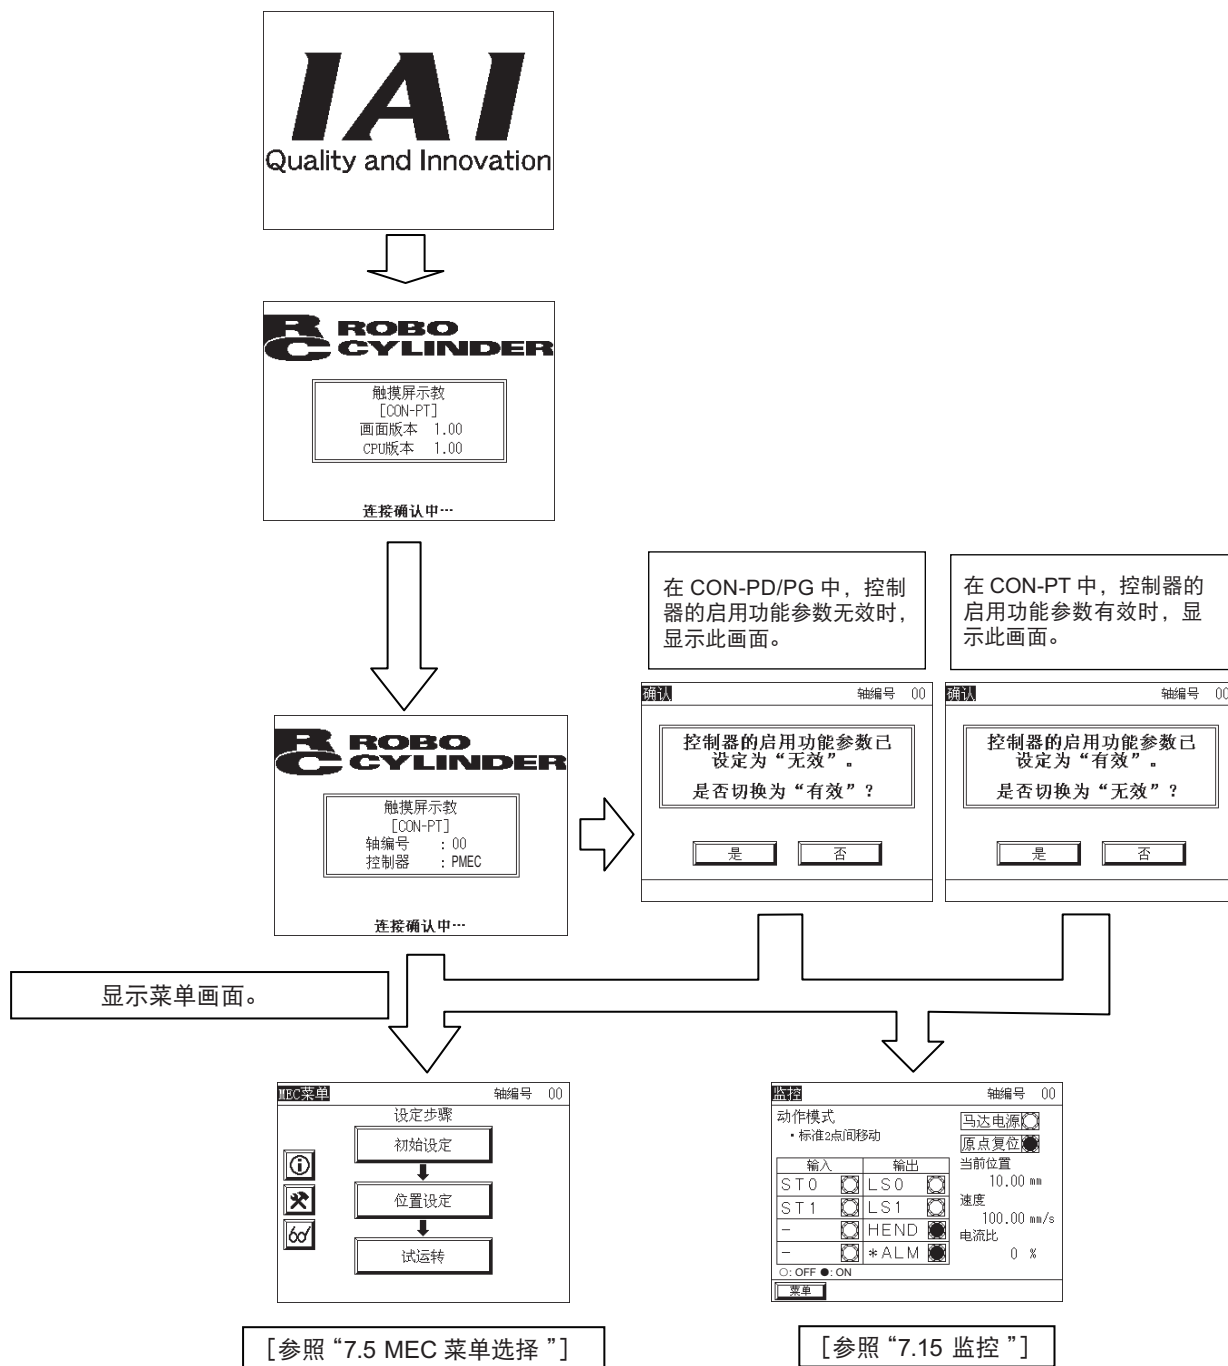 IAI
Quality and Innovation
RC ROBO
CYLINDER
触摸屏示教
[CON-PT]
画面版本 1.00
CPU版本 1.00
连接确认中…
在 CON-PD/PG 中，控制
器的启用功能参数无效时，
显示此画面。
在 CON-PT 中，控制器的
启用功能参数有效时，显
示此画面。
RC ROBO
CYLINDER
触摸屏示教
[CON-PT]
轴编号 : 00
控制器 : PMEC
连接确认中…
确认 轴编号 00
控制器的启用功能参数已
设定为“无效”。
是否切换为“有效”？
是 否
确认 轴编号 00
控制器的启用功能参数已
设定为“有效”。
是否切换为“无效”？
是 否
显示菜单画面。
MEC菜单 轴编号 00
设定步骤
初始设定
位置设定
试运转
监控 轴编号 00
动作模式
・标准2点间移动
马达电源
原点复位
输入 输出
ST0 LS0
ST1 LS1
- HEND
- *ALM
○: OFF ●: ON
当前位置
10.00 mm
速度
100.00 mm/s
电流比
0 %
菜单
［参照“7.5 MEC 菜单选择 ”］
［参照“7.15 监控 ”］